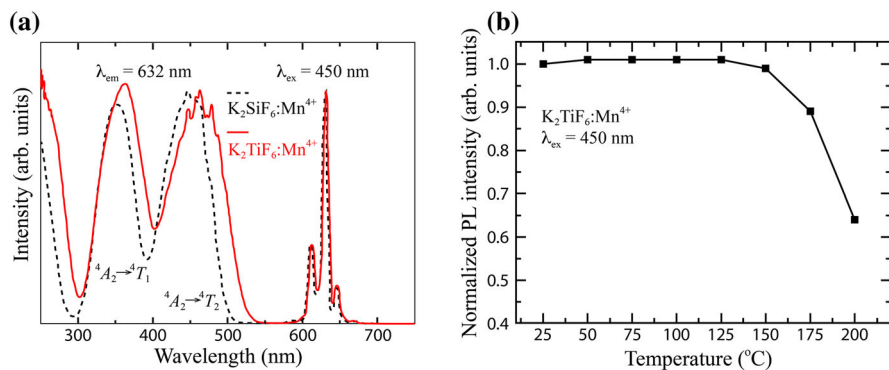 (a)
λem = 632 nm
λex = 450 nm
K2SiF6:Mn4+
K2TiF6:Mn4+
4A2→4T1
4A2→4T2
Intensity (arb. units)
300 400 500 600 700
Wavelength (nm)
(b)
Normalized PL intensity (arb. units)
1.0
0.9
0.8
0.7
0.6
0.5
0.4
K2TiF6:Mn4+
λex = 450 nm
25 50 75 100 125 150 175 200
Temperature (oC)